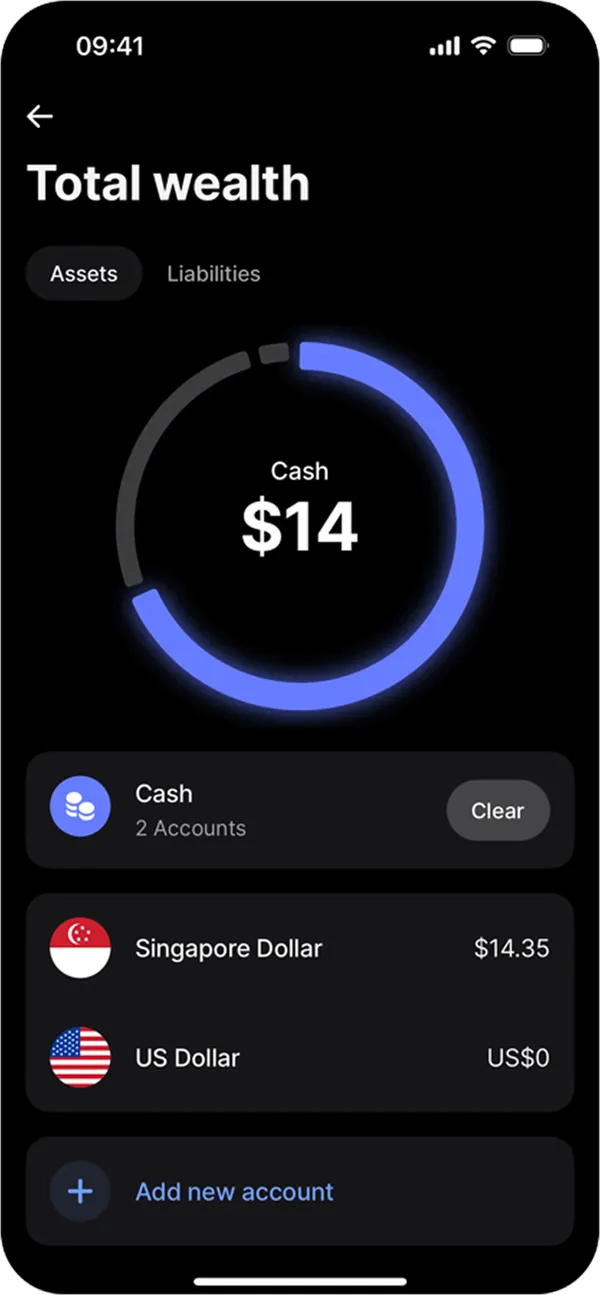 09:41
Total wealth
Assets
Liabilities
Cash
$14
Cash
2 Accounts
Clear
Singapore Dollar
$14.35
US Dollar
US$0
Add new account